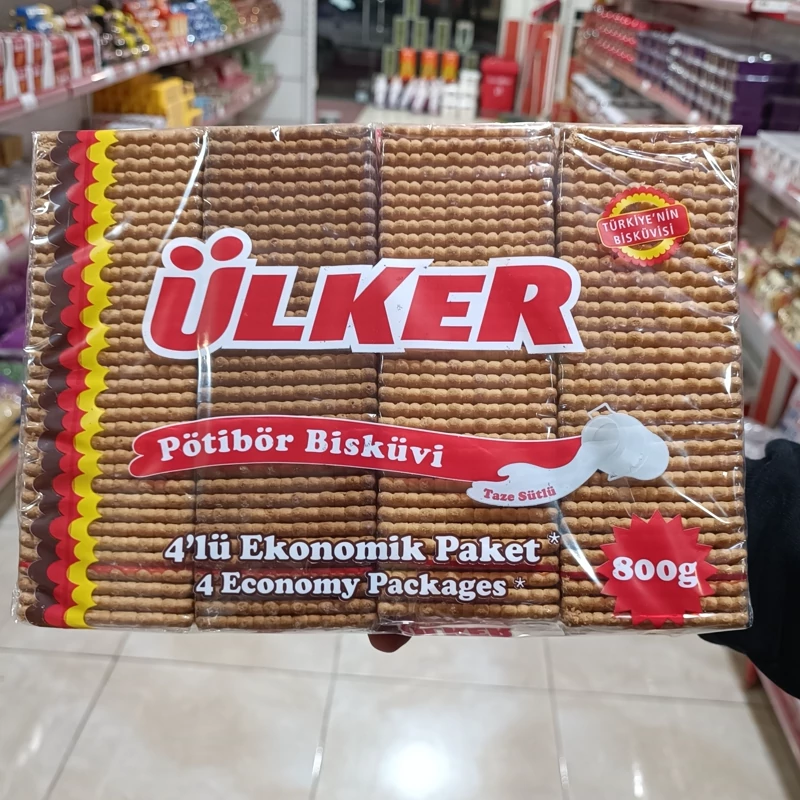 TÜRKİYE'NİN
BİSKÜVİSİ
ÜLKER
Pötibör Bisküvi
Taze Sütlü
4'lü Ekonomik Paket*
4 Economy Packages*
800g